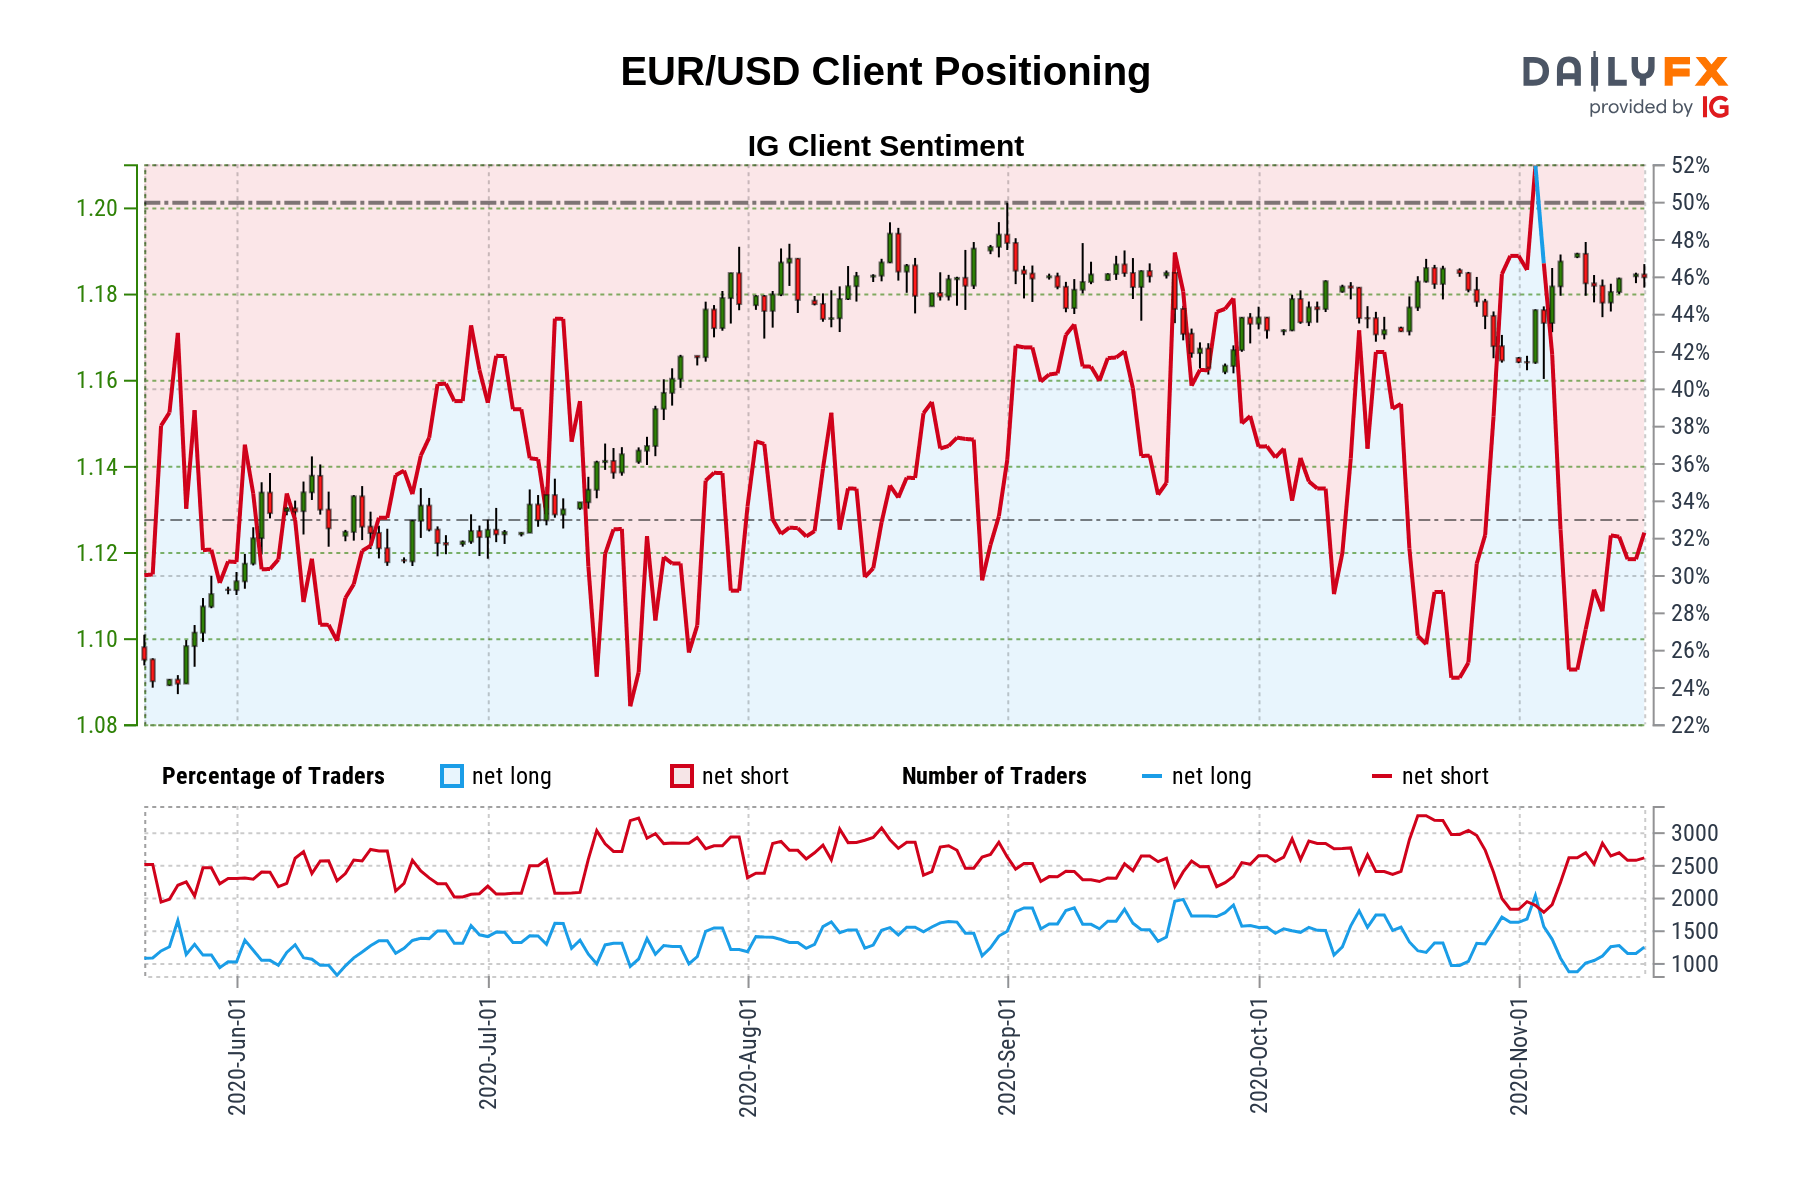 EUR/USD Client Positioning
DAILYFX
provided by IG
IG Client Sentiment
1.20
1.18
1.16
1.14
1.12
1.10
1.08
52%
50%
48%
46%
44%
42%
40%
38%
36%
34%
32%
30%
28%
26%
24%
22%
Percentage of Traders net long net short Number of Traders net long net short
3000
2500
2000
1500
1000
2020-Jun-01
2020-Jul-01
2020-Aug-01
2020-Sep-01
2020-Oct-01
2020-Nov-01